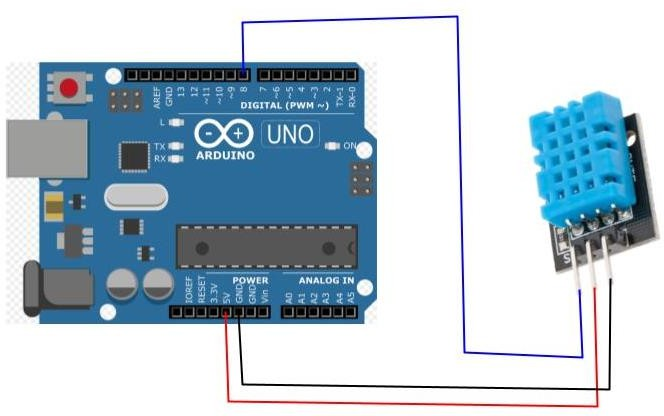 AREF
GND
13
12
~11
~10
~9
8
7
~6
~5
4
~3
2
TX-1
RX-0
DIGITAL (PWM ~)
L
TX
RX
UNO
ARDUINO
ON
POWER
ANALOG IN
IOREF
RESET
3.3V
5V
GND
GND
Vin
A0
A1
A2
A3
A4
A5
S